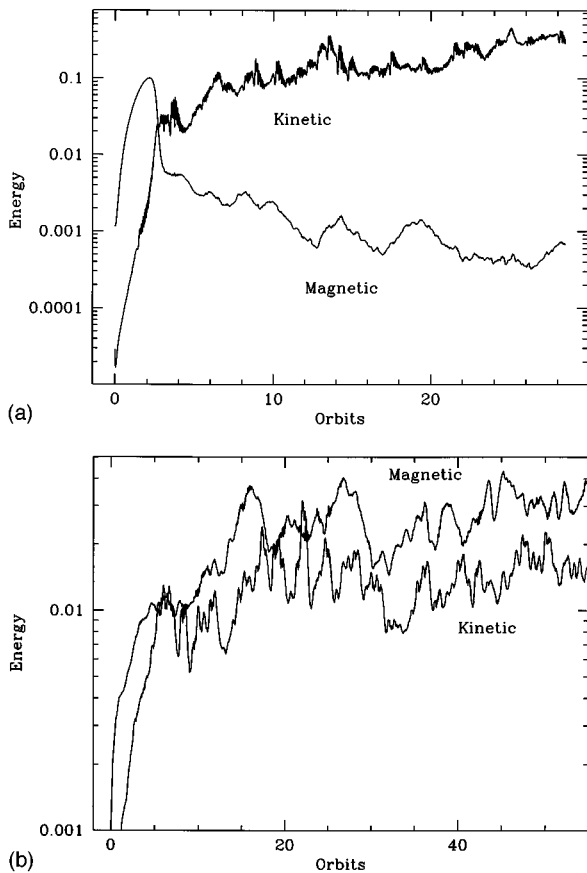 0.1
Kinetic
0.01
Energy
0.001
Magnetic
0.0001
0
10
20
(a)
Orbits
Magnetic
0.01
Energy
Kinetic
0.001
0
20
40
(b)
Orbits